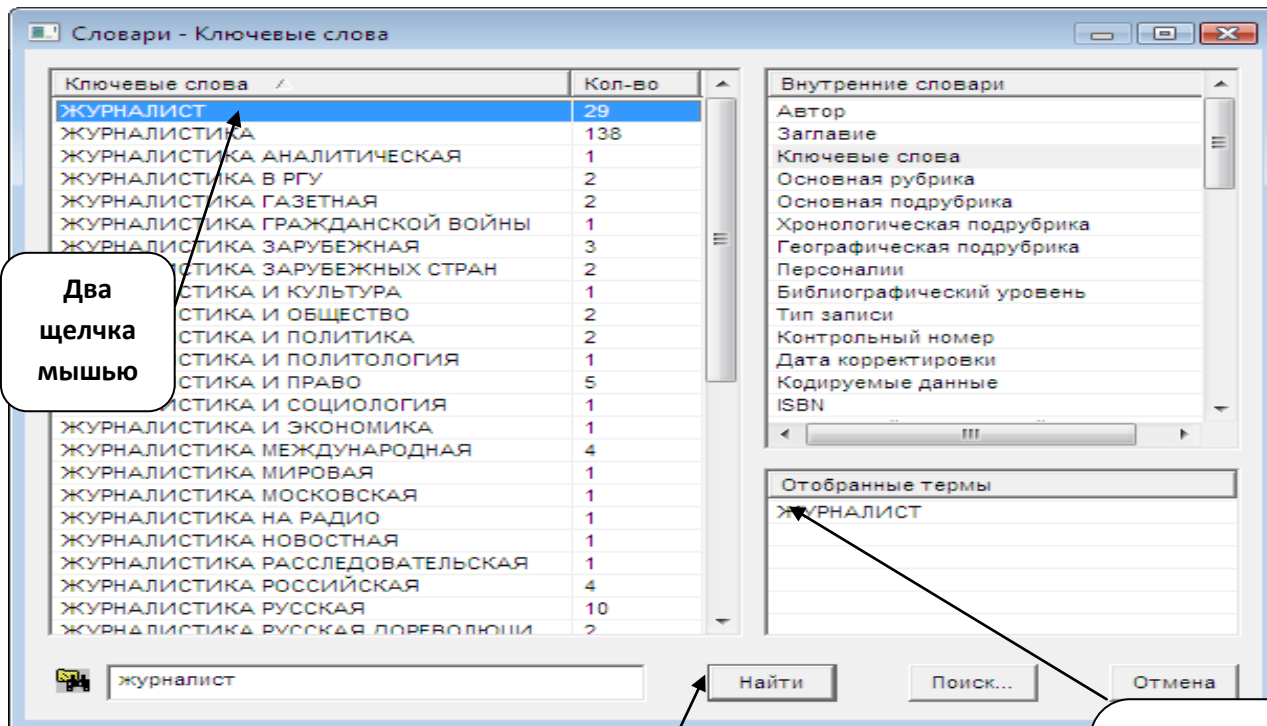 Словари - Ключевые слова
Ключевые слова Кол-во
ЖУРНАЛИСТ 29
ЖУРНАЛИСТИКА 138
ЖУРНАЛИСТИКА АНАЛИТИЧЕСКАЯ 1
ЖУРНАЛИСТИКА В РГУ 2
ЖУРНАЛИСТИКА ГАЗЕТНАЯ 2
ЖУРНАЛИСТИКА ГРАЖДАНСКОЙ ВОЙНЫ 1
ЖУРНАЛИСТИКА ЗАРУБЕЖНАЯ 3
СТИКА ЗАРУБЕЖНЫХ СТРАН 2
СТИКА И КУЛЬТУРА 1
СТИКА И ОБЩЕСТВО 2
СТИКА И ПОЛИТИКА 2
СТИКА И ПОЛИТОЛОГИЯ 1
СТИКА И ПРАВО 5
СТИКА И СОЦИОЛОГИЯ 1
ЖУРНАЛИСТИКА И ЭКОНОМИКА 1
ЖУРНАЛИСТИКА МЕЖДУНАРОДНАЯ 4
ЖУРНАЛИСТИКА МИРОВАЯ 1
ЖУРНАЛИСТИКА МОСКОВСКАЯ 1
ЖУРНАЛИСТИКА НА РАДИО 1
ЖУРНАЛИСТИКА НОВОСТНАЯ 1
ЖУРНАЛИСТИКА РАССЛЕДОВАТЕЛЬСКАЯ 1
ЖУРНАЛИСТИКА РОССИЙСКАЯ 4
ЖУРНАЛИСТИКА РУССКАЯ 10
ЖУРНАЛИСТИКА РУССКАЯ ДОРЕВОЛЮЦИ 2
Два
щелчка
мышью
Внутренние словари
Автор
Заглавие
Ключевые слова
Основная рубрика
Основная подрубрика
Хронологическая подрубрика
Географическая подрубрика
Персоналии
Библиографический уровень
Тип записи
Контрольный номер
Дата корректировки
Кодируемые данные
ISBN
Отобранные термы
ЖУРНАЛИСТ
журналист
Найти
Поиск...
Отмена